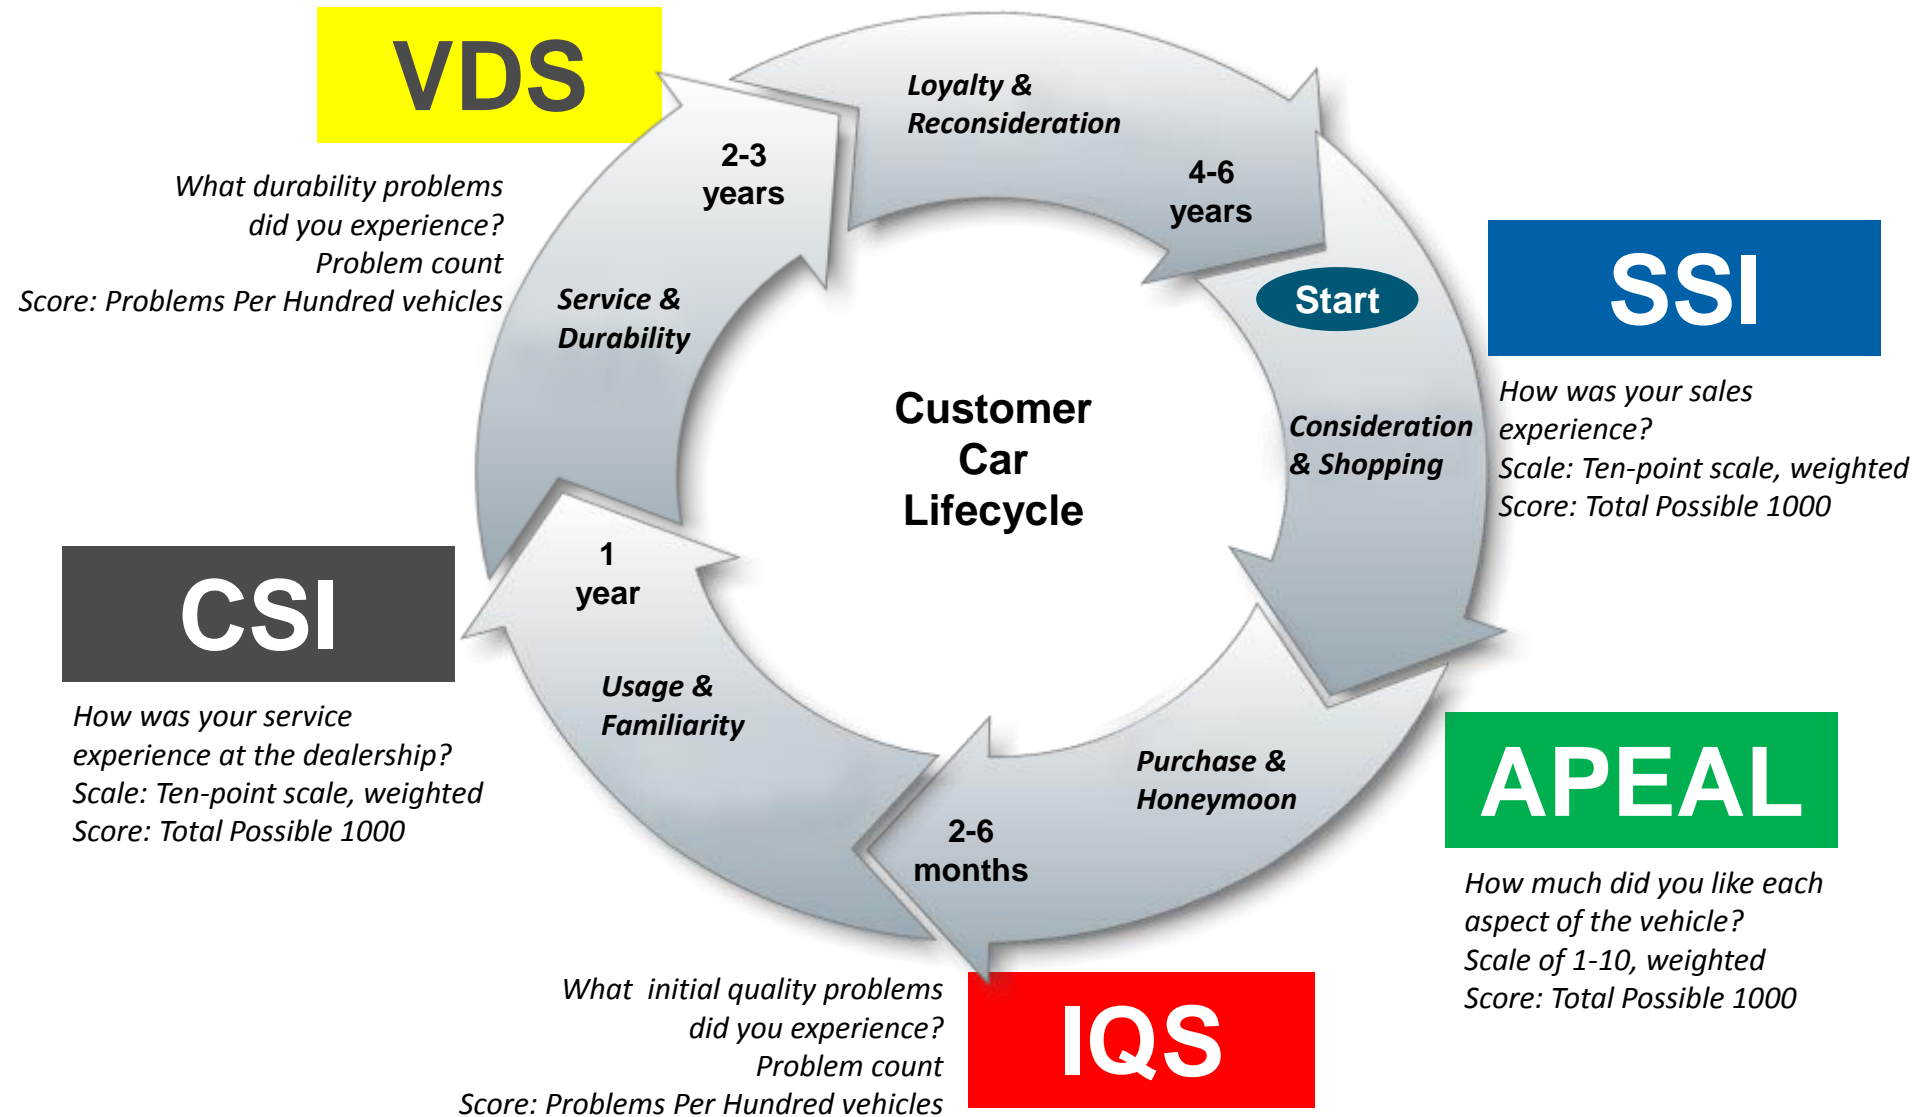 VDS
What durability problems
did you experience?
Problem count
Score: Problems Per Hundred vehicles
Loyalty &
Reconsideration
2-3
years
4-6
years
Service &
Durability
Start
SSI
How was your sales
experience?
Scale: Ten-point scale, weighted
Score: Total Possible 1000
Consideration
& Shopping
Customer
Car
Lifecycle
1
year
CSI
How was your service
experience at the dealership?
Scale: Ten-point scale, weighted
Score: Total Possible 1000
Usage &
Familiarity
Purchase &
Honeymoon
2-6
months
APEAL
How much did you like each
aspect of the vehicle?
Scale of 1-10, weighted
Score: Total Possible 1000
What  initial quality problems
did you experience?
Problem count
Score: Problems Per Hundred vehicles
IQS